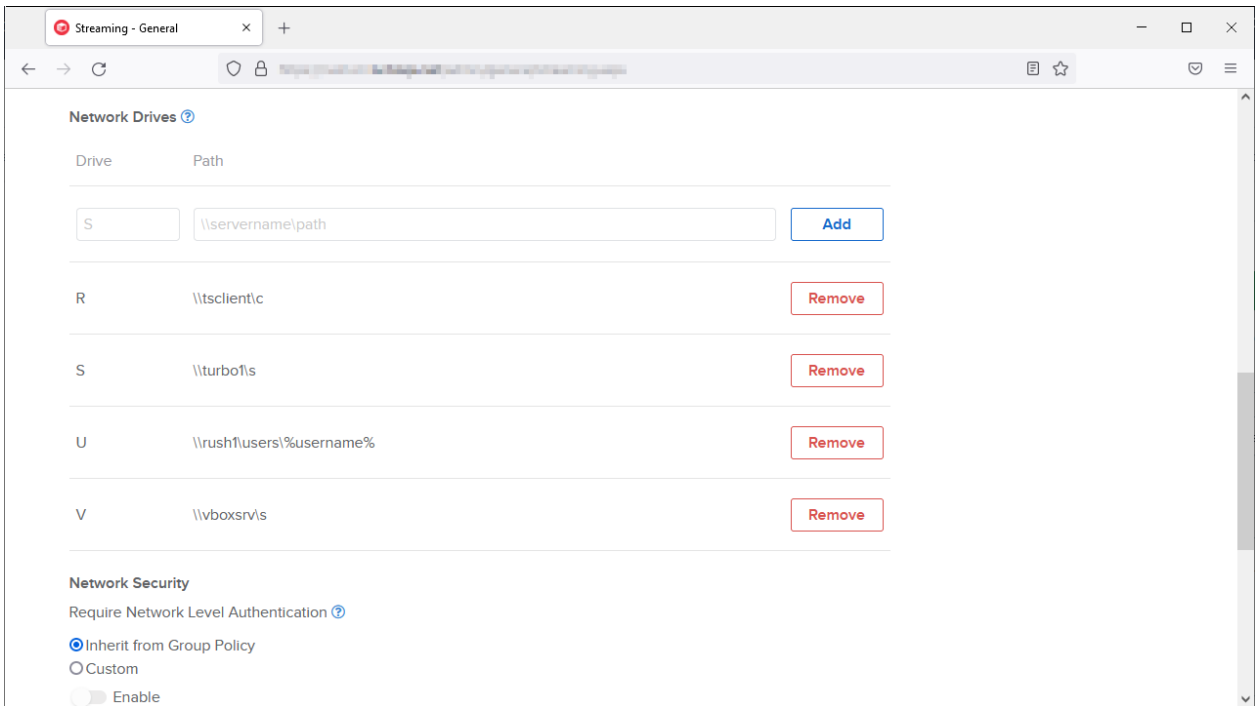 Streaming - General
Network Drives
Drive Path
S \\servername\path Add
R \\tsclient\c Remove
S \\turbo1\s Remove
U \\rush1\users\%username% Remove
V \\vboxsrv\s Remove
Network Security
Require Network Level Authentication
Inherit from Group Policy
Custom
Enable